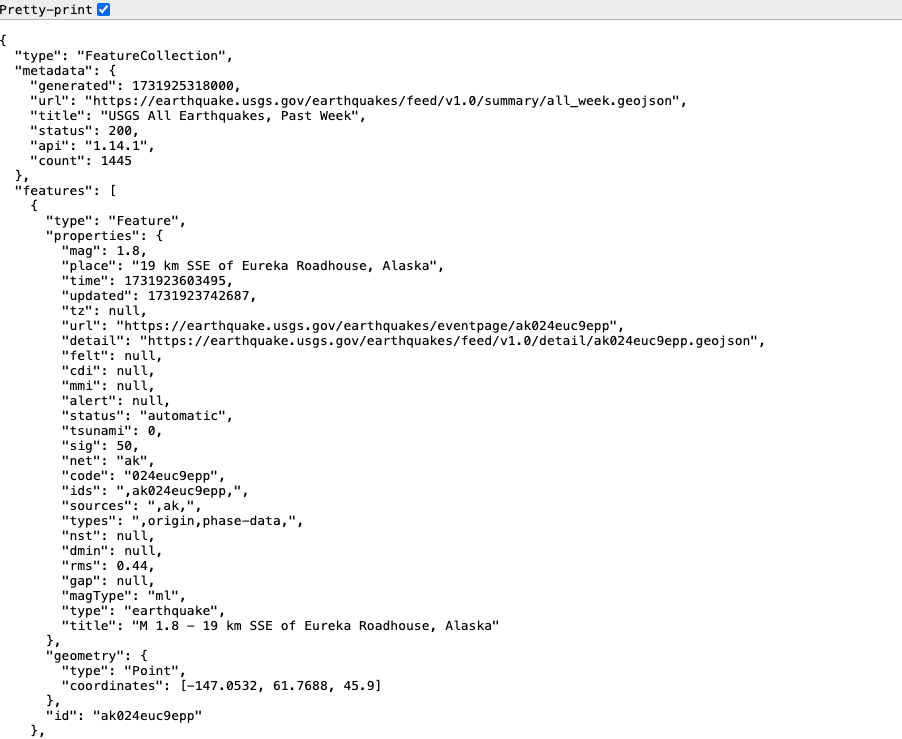 Pretty-print
{
  "type": "FeatureCollection",
  "metadata": {
    "generated": 1731925318000,
    "url": "https://earthquake.usgs.gov/earthquakes/feed/v1.0/summary/all_week.geojson",
    "title": "USGS All Earthquakes, Past Week",
    "status": 200,
    "api": "1.14.1",
    "count": 1445
  },
  "features": [
    {
      "type": "Feature",
      "properties": {
        "mag": 1.8,
        "place": "19 km SSE of Eureka Roadhouse, Alaska",
        "time": 1731923603495,
        "updated": 1731923742687,
        "tz": null,
        "url": "https://earthquake.usgs.gov/earthquakes/eventpage/ak024euc9epp",
        "detail": "https://earthquake.usgs.gov/earthquakes/feed/v1.0/detail/ak024euc9epp.geojson",
        "felt": null,
        "cdi": null,
        "mmi": null,
        "alert": null,
        "status": "automatic",
        "tsunami": 0,
        "sig": 50,
        "net": "ak",
        "code": "024euc9epp",
        "ids": ",ak024euc9epp,",
        "sources": ",ak,",
        "types": ",origin,phase-data,",
        "nst": null,
        "dmin": null,
        "rms": 0.44,
        "gap": null,
        "magType": "ml",
        "type": "earthquake",
        "title": "M 1.8 - 19 km SSE of Eureka Roadhouse, Alaska"
      },
      "geometry": {
        "type": "Point",
        "coordinates": [-147.0532, 61.7688, 45.9]
      },
      "id": "ak024euc9epp"
    },